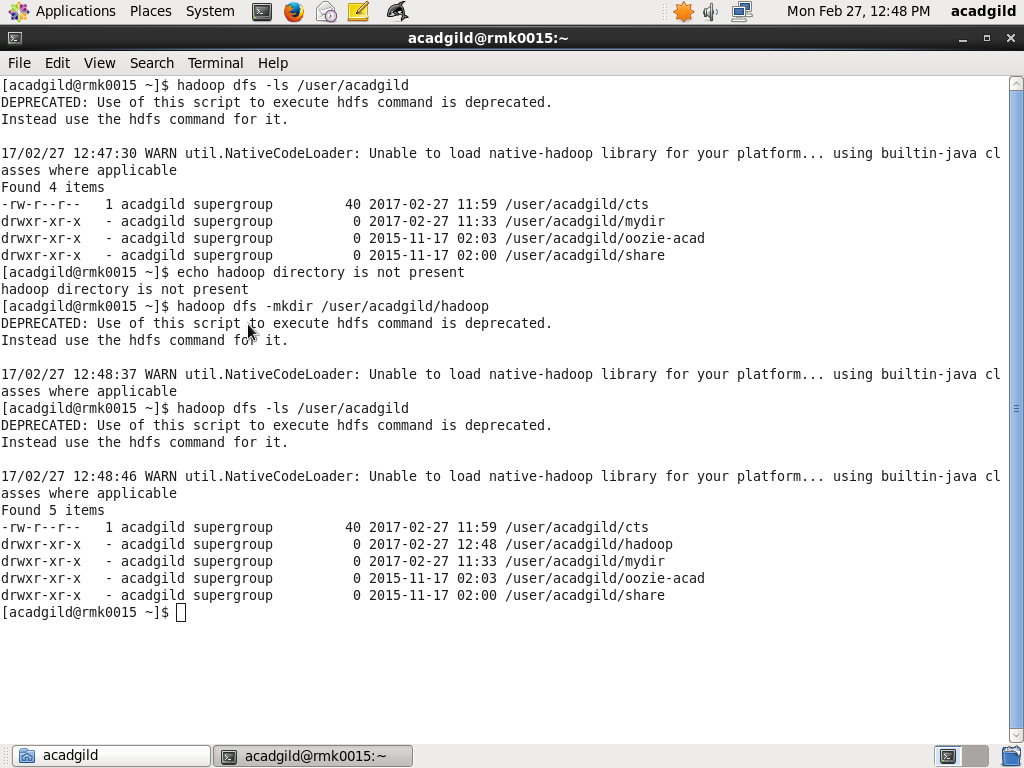 Applications Places System Mon Feb 27, 12:48 PM acadgild
acadgild@rmk0015:~
File Edit View Search Terminal Help
[acadgild@rmk0015 ~]$ hadoop dfs -ls /user/acadgild
DEPRECATED: Use of this script to execute hdfs command is deprecated.
Instead use the hdfs command for it.
17/02/27 12:47:30 WARN util.NativeCodeLoader: Unable to load native-hadoop library for your platform... using builtin-java cl
asses where applicable
Found 4 items
-rw-r--r--   1 acadgild supergroup         40 2017-02-27 11:59 /user/acadgild/cts
drwxr-xr-x   - acadgild supergroup          0 2017-02-27 11:33 /user/acadgild/mydir
drwxr-xr-x   - acadgild supergroup          0 2015-11-17 02:03 /user/acadgild/oozie-acad
drwxr-xr-x   - acadgild supergroup          0 2015-11-17 02:00 /user/acadgild/share
[acadgild@rmk0015 ~]$ echo hadoop directory is not present
hadoop directory is not present
[acadgild@rmk0015 ~]$ hadoop dfs -mkdir /user/acadgild/hadoop
DEPRECATED: Use of this script to execute hdfs command is deprecated.
Instead use the hdfs command for it.
17/02/27 12:48:37 WARN util.NativeCodeLoader: Unable to load native-hadoop library for your platform... using builtin-java cl
asses where applicable
[acadgild@rmk0015 ~]$ hadoop dfs -ls /user/acadgild
DEPRECATED: Use of this script to execute hdfs command is deprecated.
Instead use the hdfs command for it.
17/02/27 12:48:46 WARN util.NativeCodeLoader: Unable to load native-hadoop library for your platform... using builtin-java cl
asses where applicable
Found 5 items
-rw-r--r--   1 acadgild supergroup         40 2017-02-27 11:59 /user/acadgild/cts
drwxr-xr-x   - acadgild supergroup          0 2017-02-27 12:48 /user/acadgild/hadoop
drwxr-xr-x   - acadgild supergroup          0 2017-02-27 11:33 /user/acadgild/mydir
drwxr-xr-x   - acadgild supergroup          0 2015-11-17 02:03 /user/acadgild/oozie-acad
drwxr-xr-x   - acadgild supergroup          0 2015-11-17 02:00 /user/acadgild/share
[acadgild@rmk0015 ~]$
acadgild acadgild@rmk0015:~